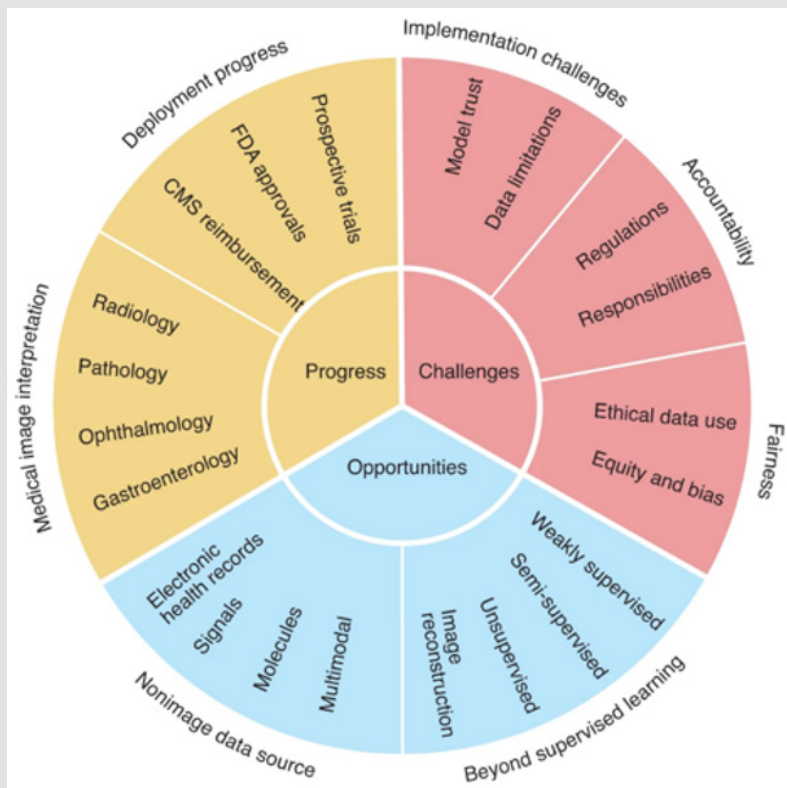 Deployment progress
Prospective trials
FDA approvals
CMS reimbursement
Medical image interpretation
Radiology
Pathology
Ophthalmology
Gastroenterology
Progress
Implementation challenges
Model trust
Data limitations
Accountability
Regulations
Responsibilities
Fairness
Ethical data use
Equity and bias
Challenges
Opportunities
Nonimage data source
Electronic
health records
Signals
Molecules
Multimodal
Beyond supervised learning
Image
reconstruction
Unsupervised
Semi-supervised
Weakly supervised